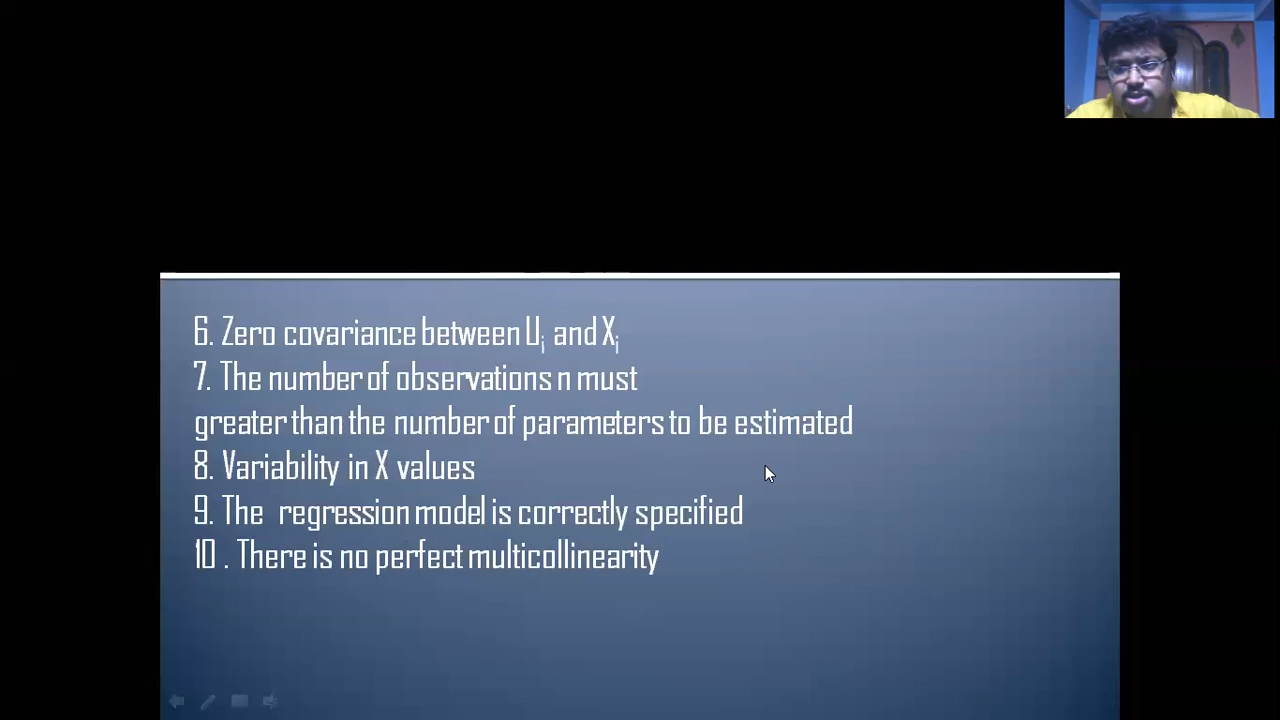 6. Zero covariance between Ui and Xi
7. The number of observations n must
greater than the number of parameters to be estimated
8. Variability in X values
9. The regression model is correctly specified
10 . There is no perfect multicollinearity